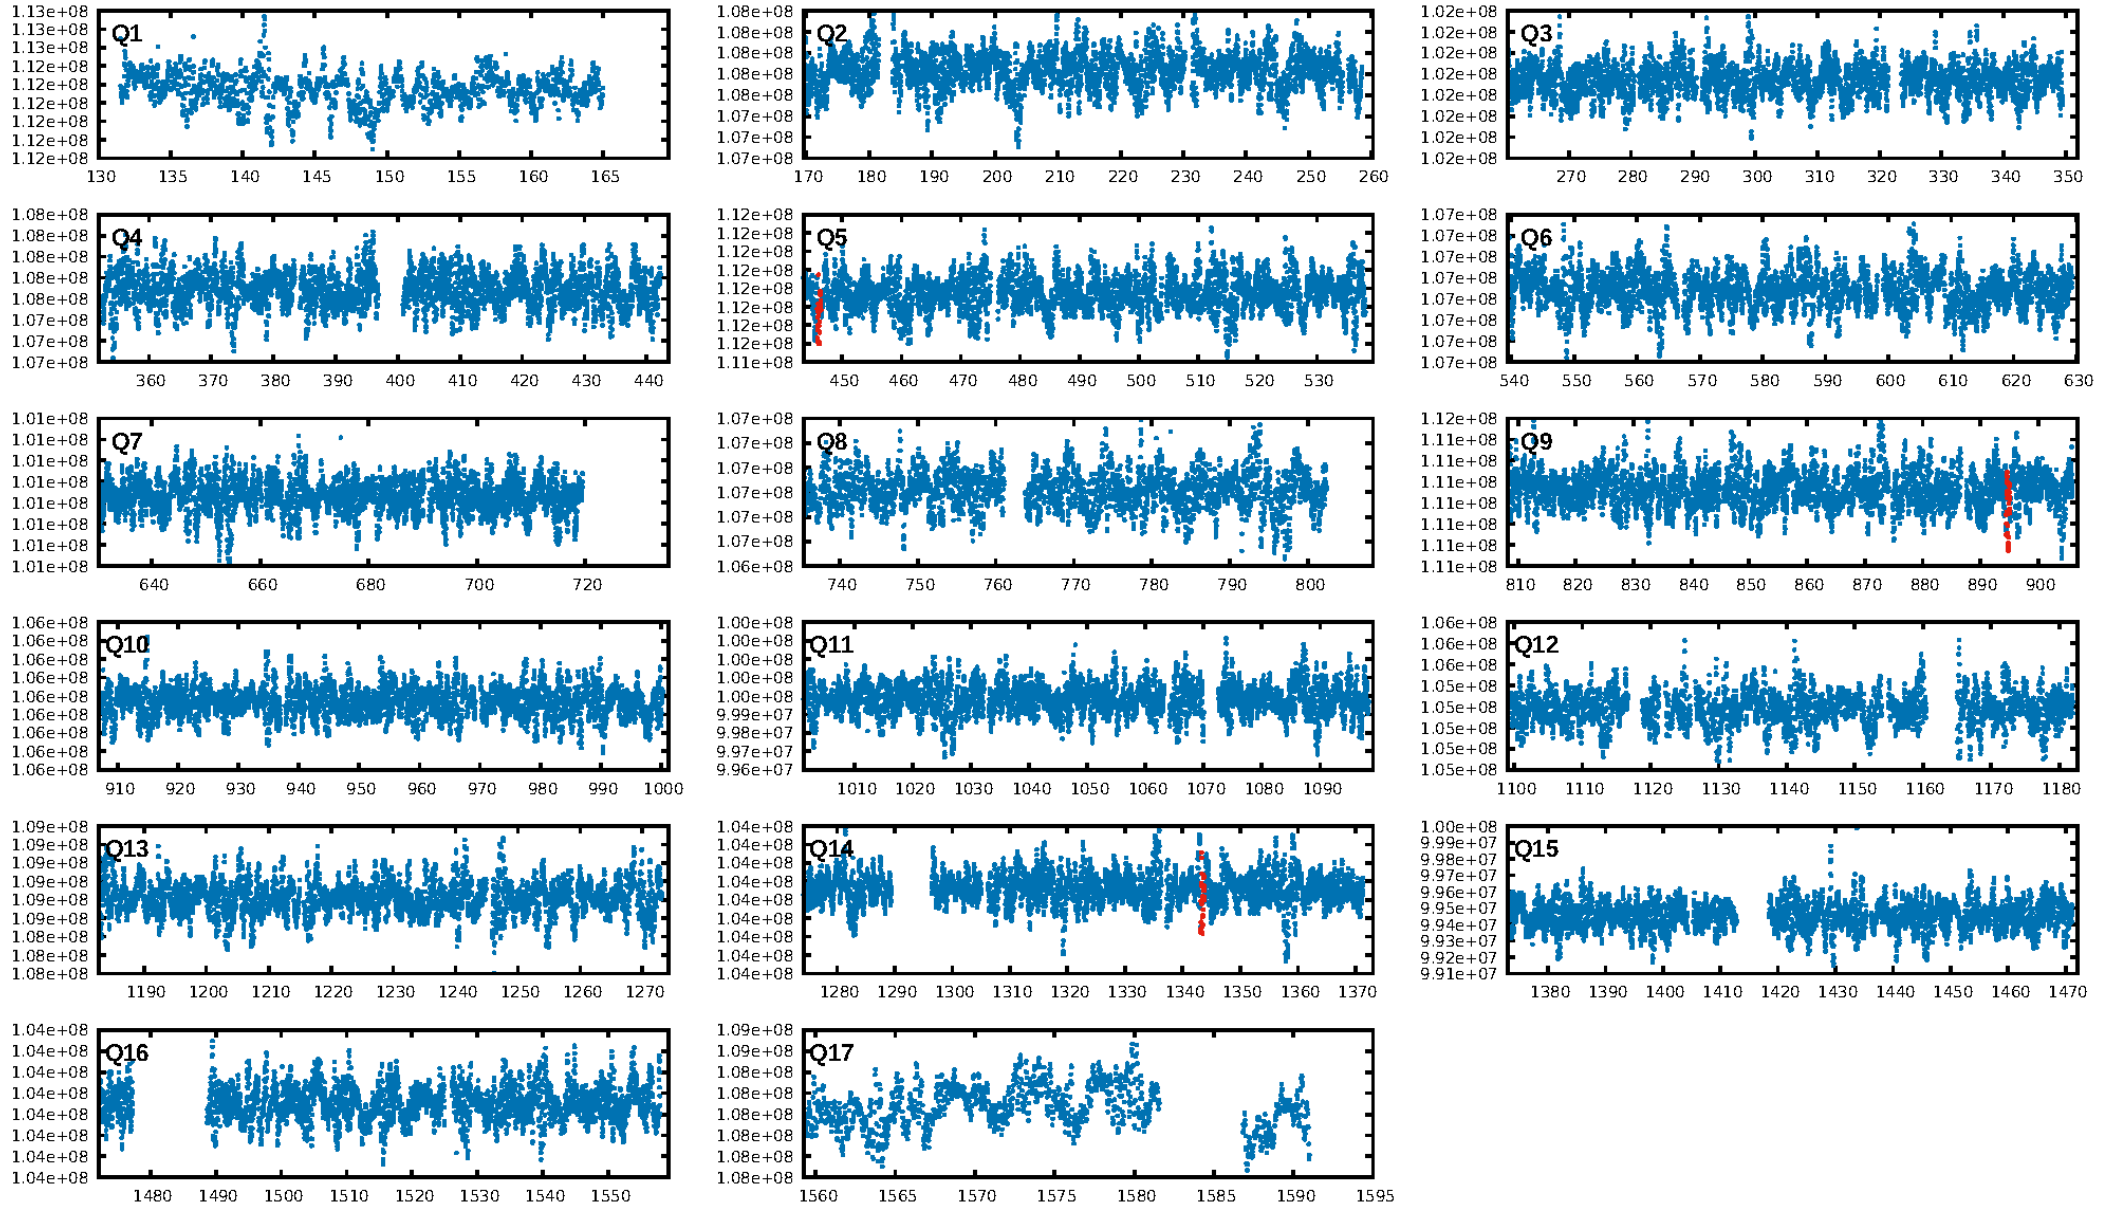 Q1
1.13e+08
1.13e+08
1.13e+08
1.12e+08
1.12e+08
1.12e+08
1.12e+08
1.12e+08
1.12e+08
130 135 140 145 150 155 160 165
Q2
1.08e+08
1.08e+08
1.08e+08
1.08e+08
1.08e+08
1.07e+08
1.07e+08
1.07e+08
170 180 190 200 210 220 230 240 250 260
Q3
1.02e+08
1.02e+08
1.02e+08
1.02e+08
1.02e+08
1.02e+08
1.02e+08
1.02e+08
270 280 290 300 310 320 330 340 350
Q4
1.08e+08
1.08e+08
1.08e+08
1.08e+08
1.08e+08
1.07e+08
1.07e+08
1.07e+08
360 370 380 390 400 410 420 430 440
Q5
1.12e+08
1.12e+08
1.12e+08
1.12e+08
1.12e+08
1.12e+08
1.12e+08
1.12e+08
1.11e+08
450 460 470 480 490 500 510 520 530
Q6
1.07e+08
1.07e+08
1.07e+08
1.07e+08
1.07e+08
1.07e+08
1.07e+08
1.07e+08
540 550 560 570 580 590 600 610 620 630
Q7
1.01e+08
1.01e+08
1.01e+08
1.01e+08
1.01e+08
1.01e+08
1.01e+08
1.01e+08
640 660 680 700 720
Q8
1.07e+08
1.07e+08
1.07e+08
1.07e+08
1.07e+08
1.07e+08
1.06e+08
740 750 760 770 780 790 800
Q9
1.12e+08
1.11e+08
1.11e+08
1.11e+08
1.11e+08
1.11e+08
1.11e+08
1.11e+08
810 820 830 840 850 860 870 880 890 900
Q10
1.06e+08
1.06e+08
1.06e+08
1.06e+08
1.06e+08
1.06e+08
1.06e+08
1.06e+08
1.06e+08
910 920 930 940 950 960 970 980 990 1000
Q11
1.00e+08
1.00e+08
1.00e+08
1.00e+08
1.00e+08
9.99e+07
9.98e+07
9.97e+07
9.96e+07
1010 1020 1030 1040 1050 1060 1070 1080 1090
Q12
1.06e+08
1.06e+08
1.06e+08
1.05e+08
1.05e+08
1.05e+08
1.05e+08
1.05e+08
1100 1110 1120 1130 1140 1150 1160 1170 1180
Q13
1.09e+08
1.09e+08
1.09e+08
1.09e+08
1.09e+08
1.09e+08
1.08e+08
1.08e+08
1.08e+08
1190 1200 1210 1220 1230 1240 1250 1260 1270
Q14
1.04e+08
1.04e+08
1.04e+08
1.04e+08
1.04e+08
1.04e+08
1.04e+08
1.04e+08
1.04e+08
1280 1290 1300 1310 1320 1330 1340 1350 1360 1370
Q15
1.00e+08
9.99e+07
9.98e+07
9.97e+07
9.96e+07
9.95e+07
9.94e+07
9.93e+07
9.92e+07
9.91e+07
1380 1390 1400 1410 1420 1430 1440 1450 1460 1470
Q16
1.04e+08
1.04e+08
1.04e+08
1.04e+08
1.04e+08
1.04e+08
1.04e+08
1.04e+08
1480 1490 1500 1510 1520 1530 1540 1550
Q17
1.09e+08
1.09e+08
1.08e+08
1.08e+08
1.08e+08
1.08e+08
1.08e+08
1.08e+08
1560 1565 1570 1575 1580 1585 1590 1595